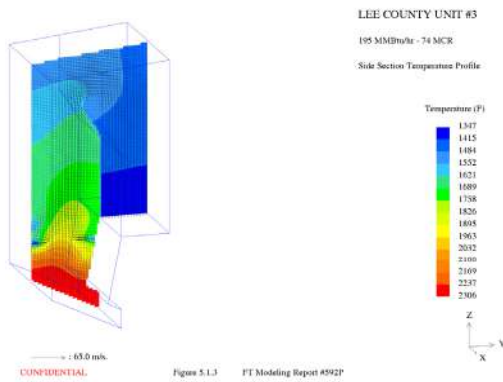 LEE COUNTY UNIT #3
195 MMBtu/hr - 74 MCR
Side Section Temperature Profile
Temperature (F)
1347
1415
1484
1552
1621
1689
1758
1826
1895
1963
2032
2100
2169
2237
2306
Z
Y
X
: 63.0 m/s.
CONFIDENTIAL
Figure 5.1.3
FT Modeling Report #592P